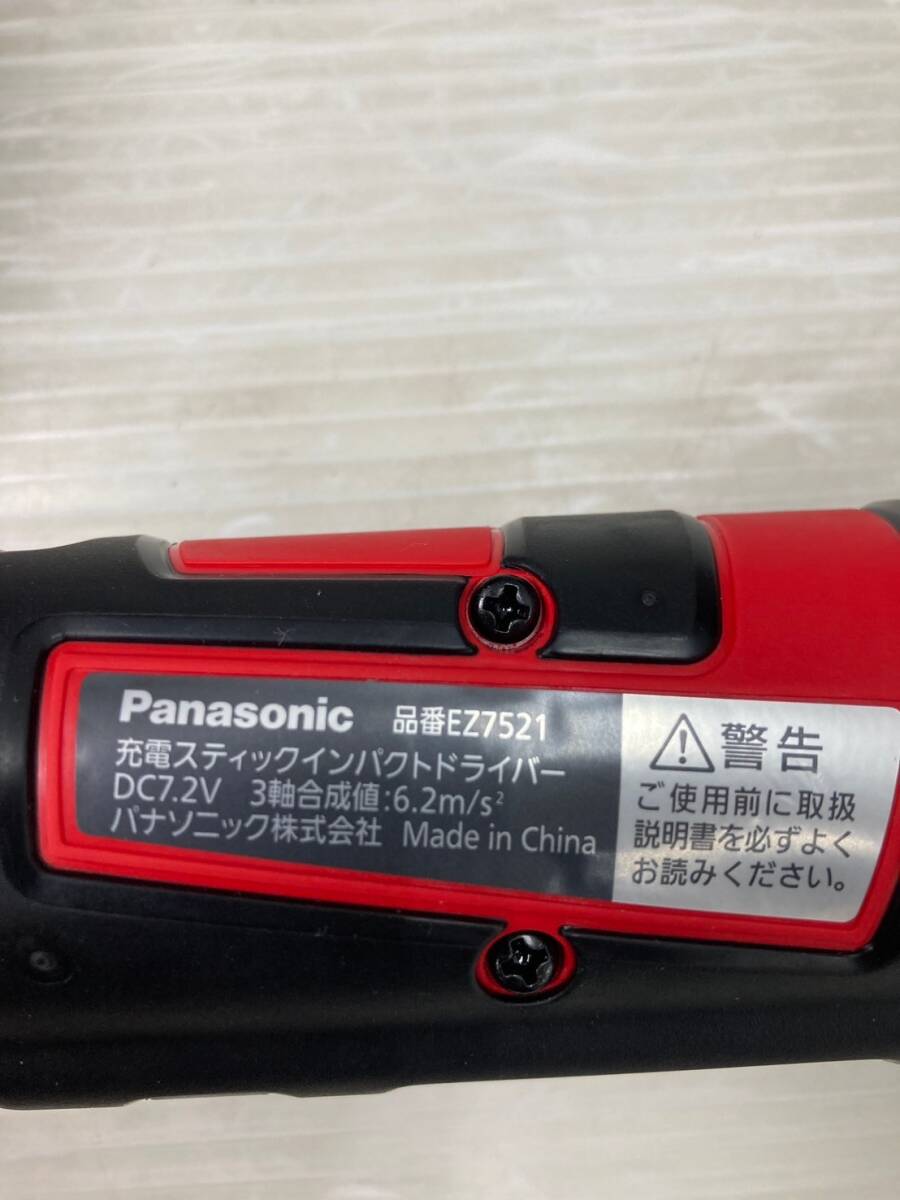 Panasonic 品番EZ7521
充電スティックインパクトドライバー
DC7.2V 3軸合成値:6.2m/s²
パナソニック株式会社 Made in China
警告
ご使用前に取扱
説明書を必ずよく
お読みください。